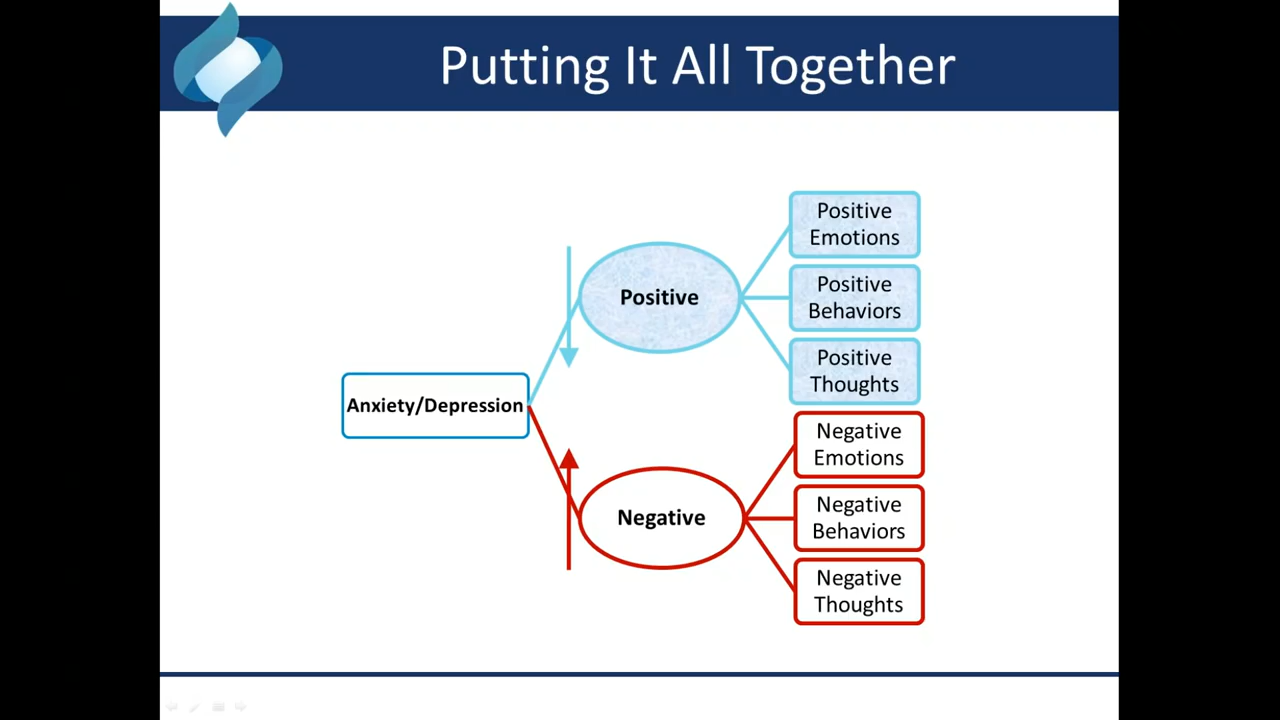 Putting It All Together
Positive
Emotions
Positive
Behaviors
Positive
Thoughts
Positive
Anxiety/Depression
Negative
Emotions
Negative
Behaviors
Negative
Thoughts
Negative